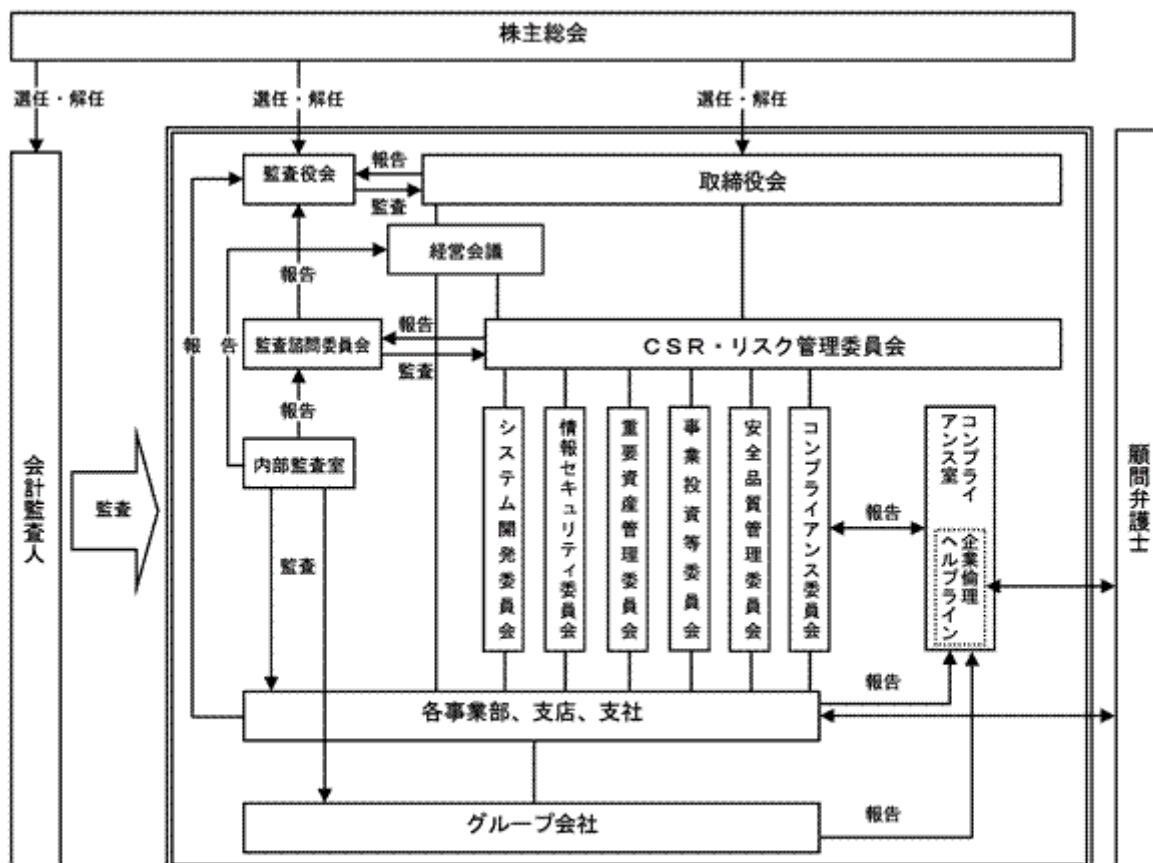 株主総会
選任・解任
選任・解任
選任・解任
監査役会
報告
監査
取締役会
経営会議
報告
報告
監査諮問委員会
報告
監査
CSR・リスク管理委員会
報告
内部監査室
監査
会計監査人
監査
システム開発委員会
情報セキュリティ委員会
重要資産管理委員会
事業投資等委員会
安全品質管理委員会
コンプライアンス委員会
報告
コンプライ
アンス室
企業倫理
ヘルプライン
顧問弁護士
各事業部、支店、支社
報告
グループ会社
報告